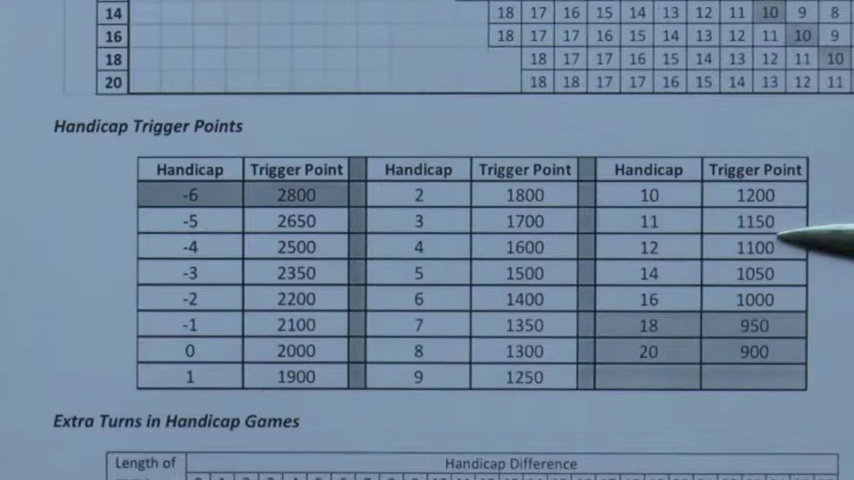 14 18 17 16 15 14 13 12 11 10 9 8
16 18 17 17 16 15 14 13 12 11 10 9
18 18 17 17 16 15 14 13 12 11 10
20 18 18 17 17 16 15 14 13 12 11
Handicap Trigger Points
Handicap Trigger Point Handicap Trigger Point Handicap Trigger Point
-6 2800 2 1800 10 1200
-5 2650 3 1700 11 1150
-4 2500 4 1600 12 1100
-3 2350 5 1500 14 1050
-2 2200 6 1400 16 1000
-1 2100 7 1350 18 950
0 2000 8 1300 20 900
1 1900 9 1250
Extra Turns in Handicap Games
Length of Handicap Difference